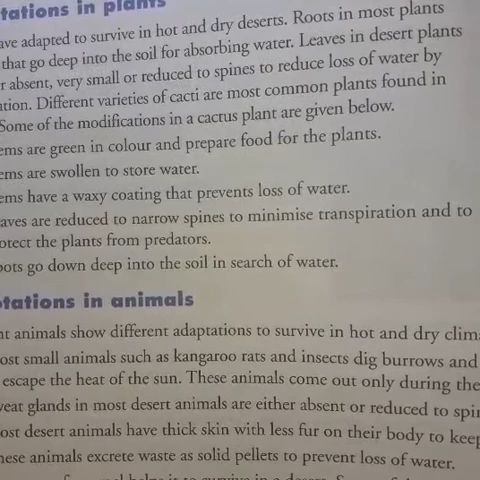 tations in plants
ave adapted to survive in hot and dry deserts. Roots in most plants
that go deep into the soil for absorbing water. Leaves in desert plants
r absent, very small or reduced to spines to reduce loss of water by
ation. Different varieties of cacti are most common plants found in
Some of the modifications in a cactus plant are given below.
ems are green in colour and prepare food for the plants.
ems are swollen to store water.
ems have a waxy coating that prevents loss of water.
aves are reduced to narrow spines to minimise transpiration and to
otect the plants from predators.
oots go down deep into the soil in search of water.
tations in animals
nt animals show different adaptations to survive in hot and dry clim
ost small animals such as kangaroo rats and insects dig burrows and
escape the heat of the sun. These animals come out only during the
weat glands in most desert animals are either absent or reduced to spi
ost desert animals have thick skin with less fur on their body to keep
hese animals excrete waste as solid pellets to prevent loss of water.